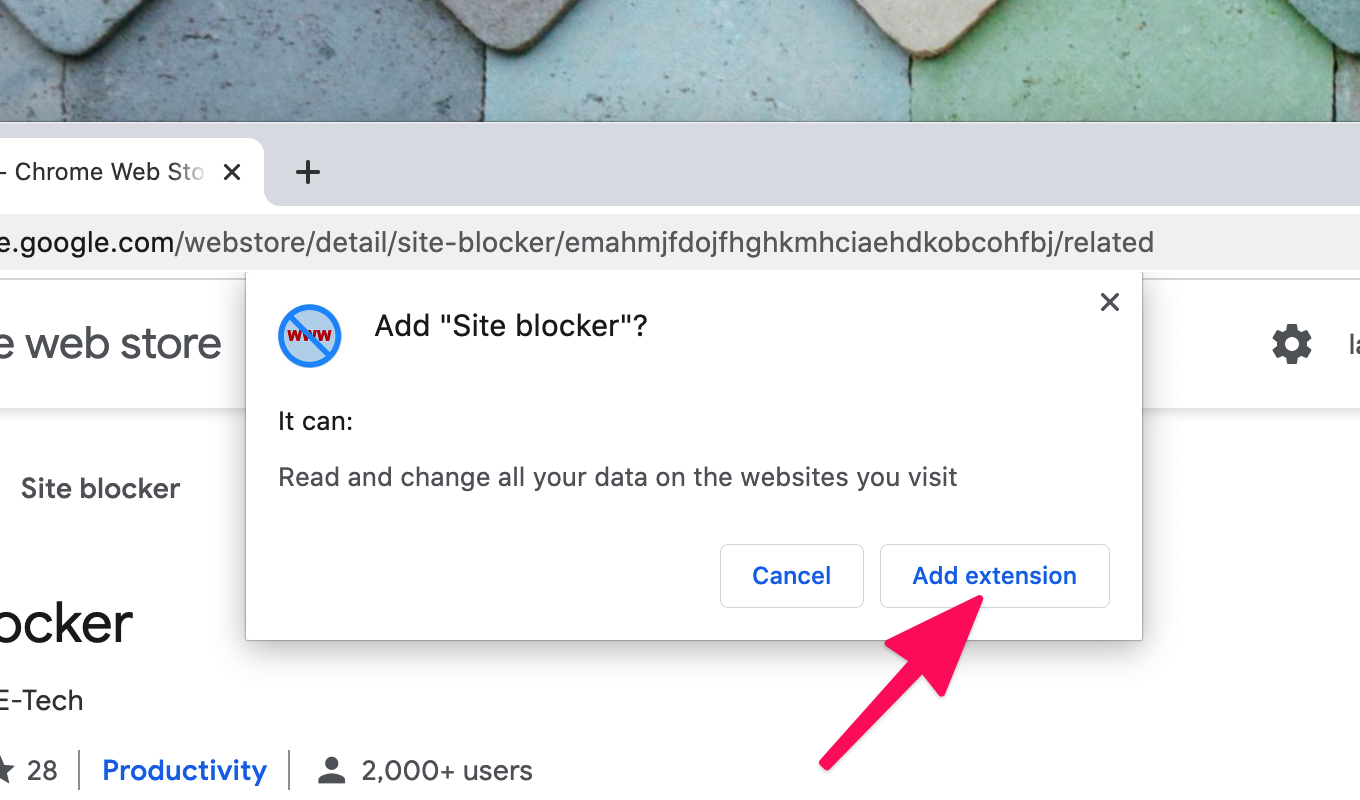 - Chrome Web Sto
e.google.com/webstore/detail/site-blocker/emahmjfdojfhghkmhciaehdkobcohfbj/related
e web store
www
Add "Site blocker"?
It can:
Read and change all your data on the websites you visit
Cancel
Add extension
Site blocker
ocker
E-Tech
28
Productivity
2,000+ users